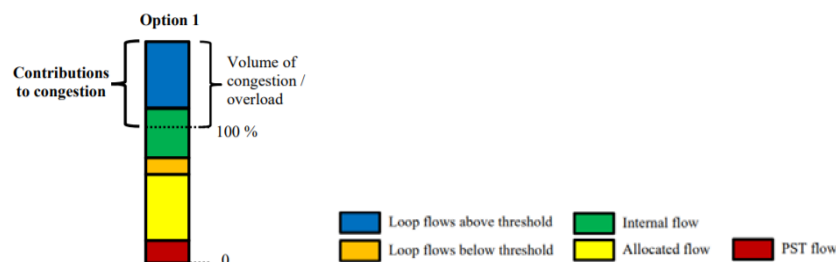 Option 1
Contributions
to congestion
Volume of
congestion /
overload
100 %
0
Loop flows above threshold
Internal flow
Loop flows below threshold
Allocated flow
PST flow